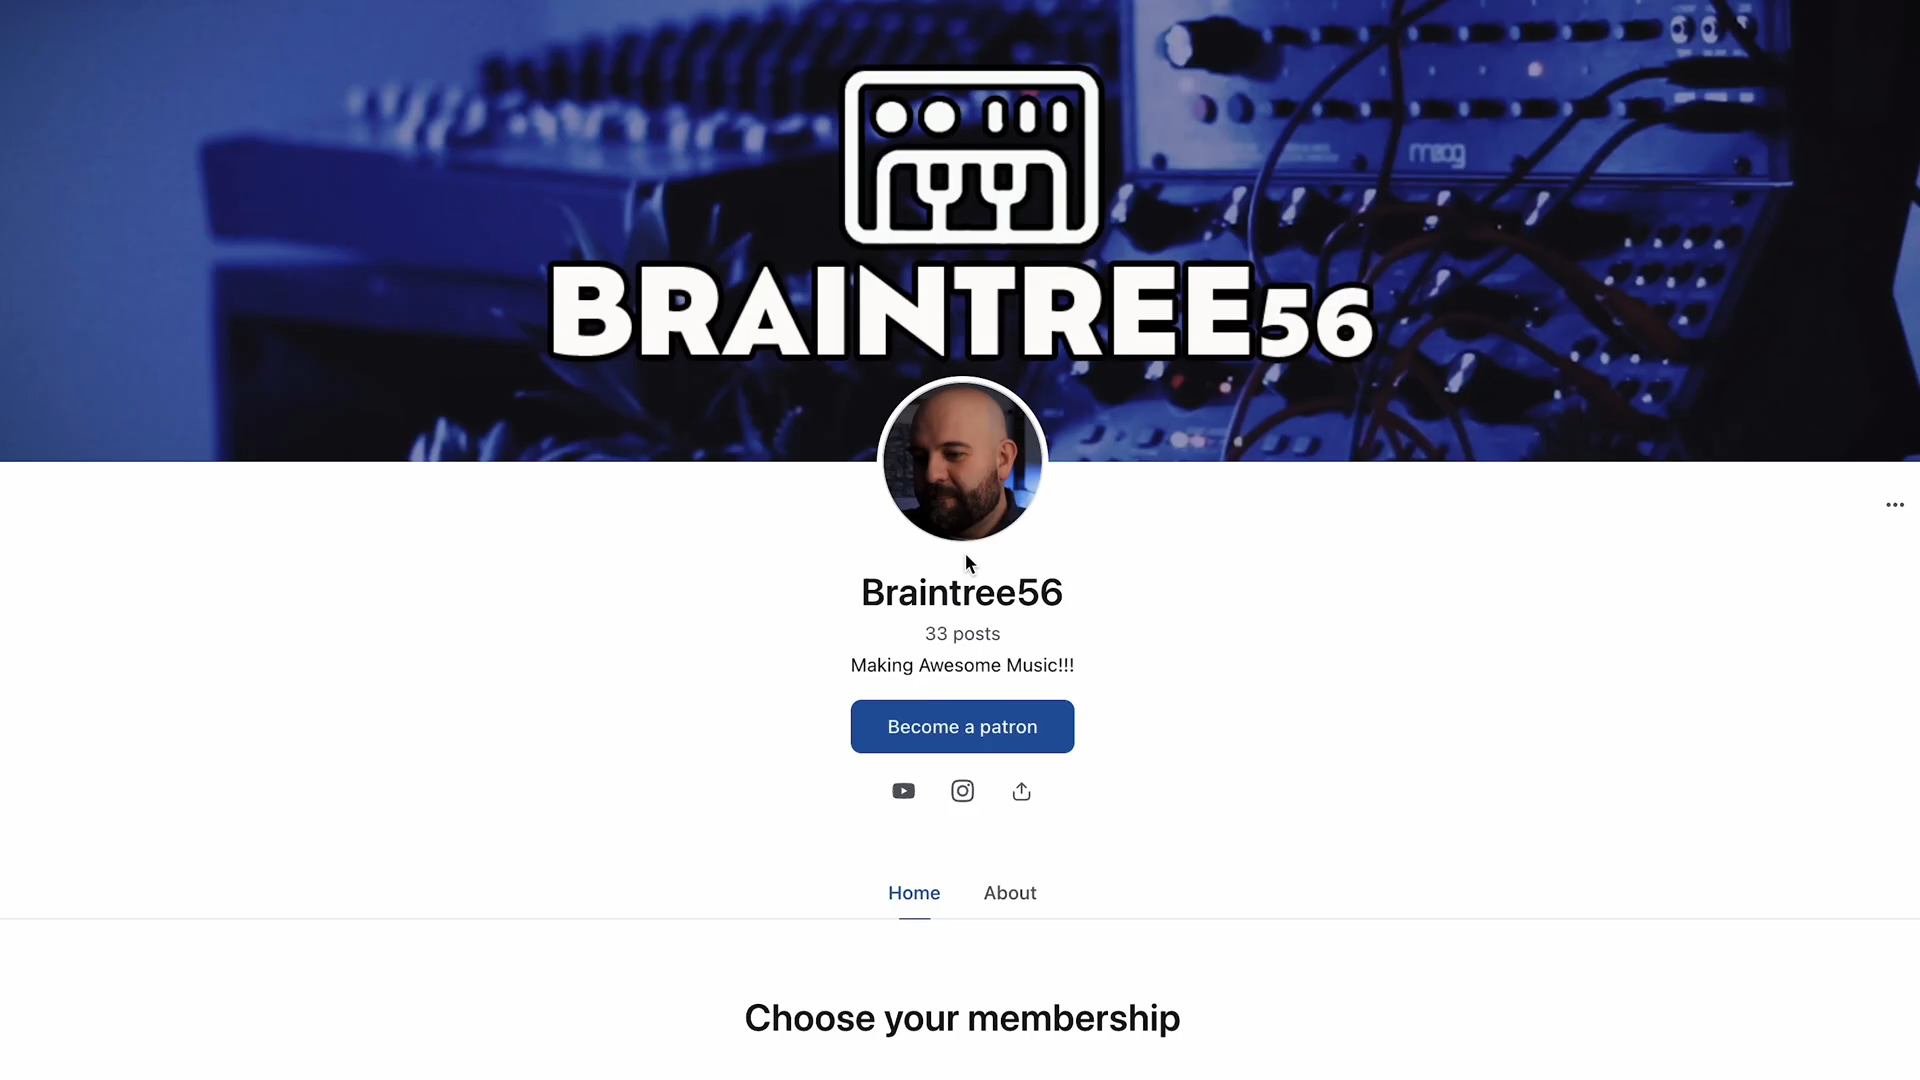 moog
BRAINTREE56
Braintree56
33 posts
Making Awesome Music!!!
Become a patron
Home About
Choose your membership